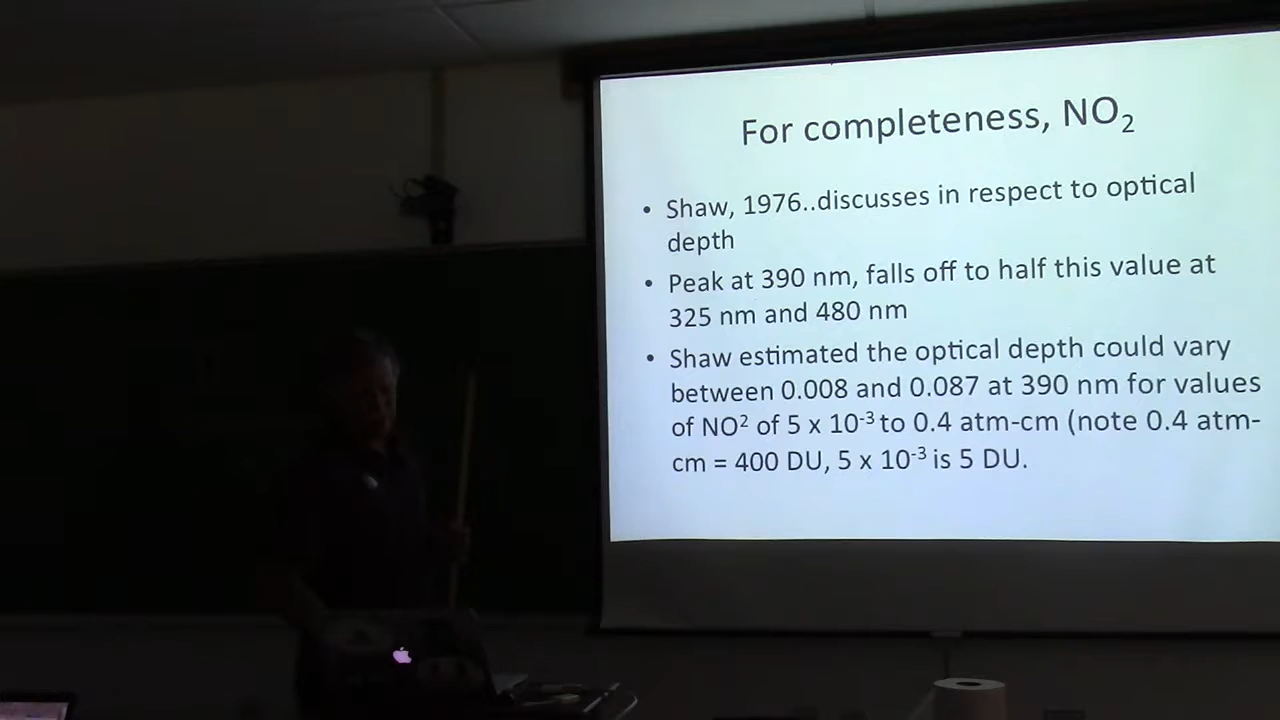 For completeness, NO₂
• Shaw, 1976..discusses in respect to optical
depth
• Peak at 390 nm, falls off to half this value at
325 nm and 480 nm
• Shaw estimated the optical depth could vary
between 0.008 and 0.087 at 390 nm for values
of NO² of 5 x 10⁻³ to 0.4 atm-cm (note 0.4 atm-
cm = 400 DU, 5 x 10⁻³ is 5 DU.